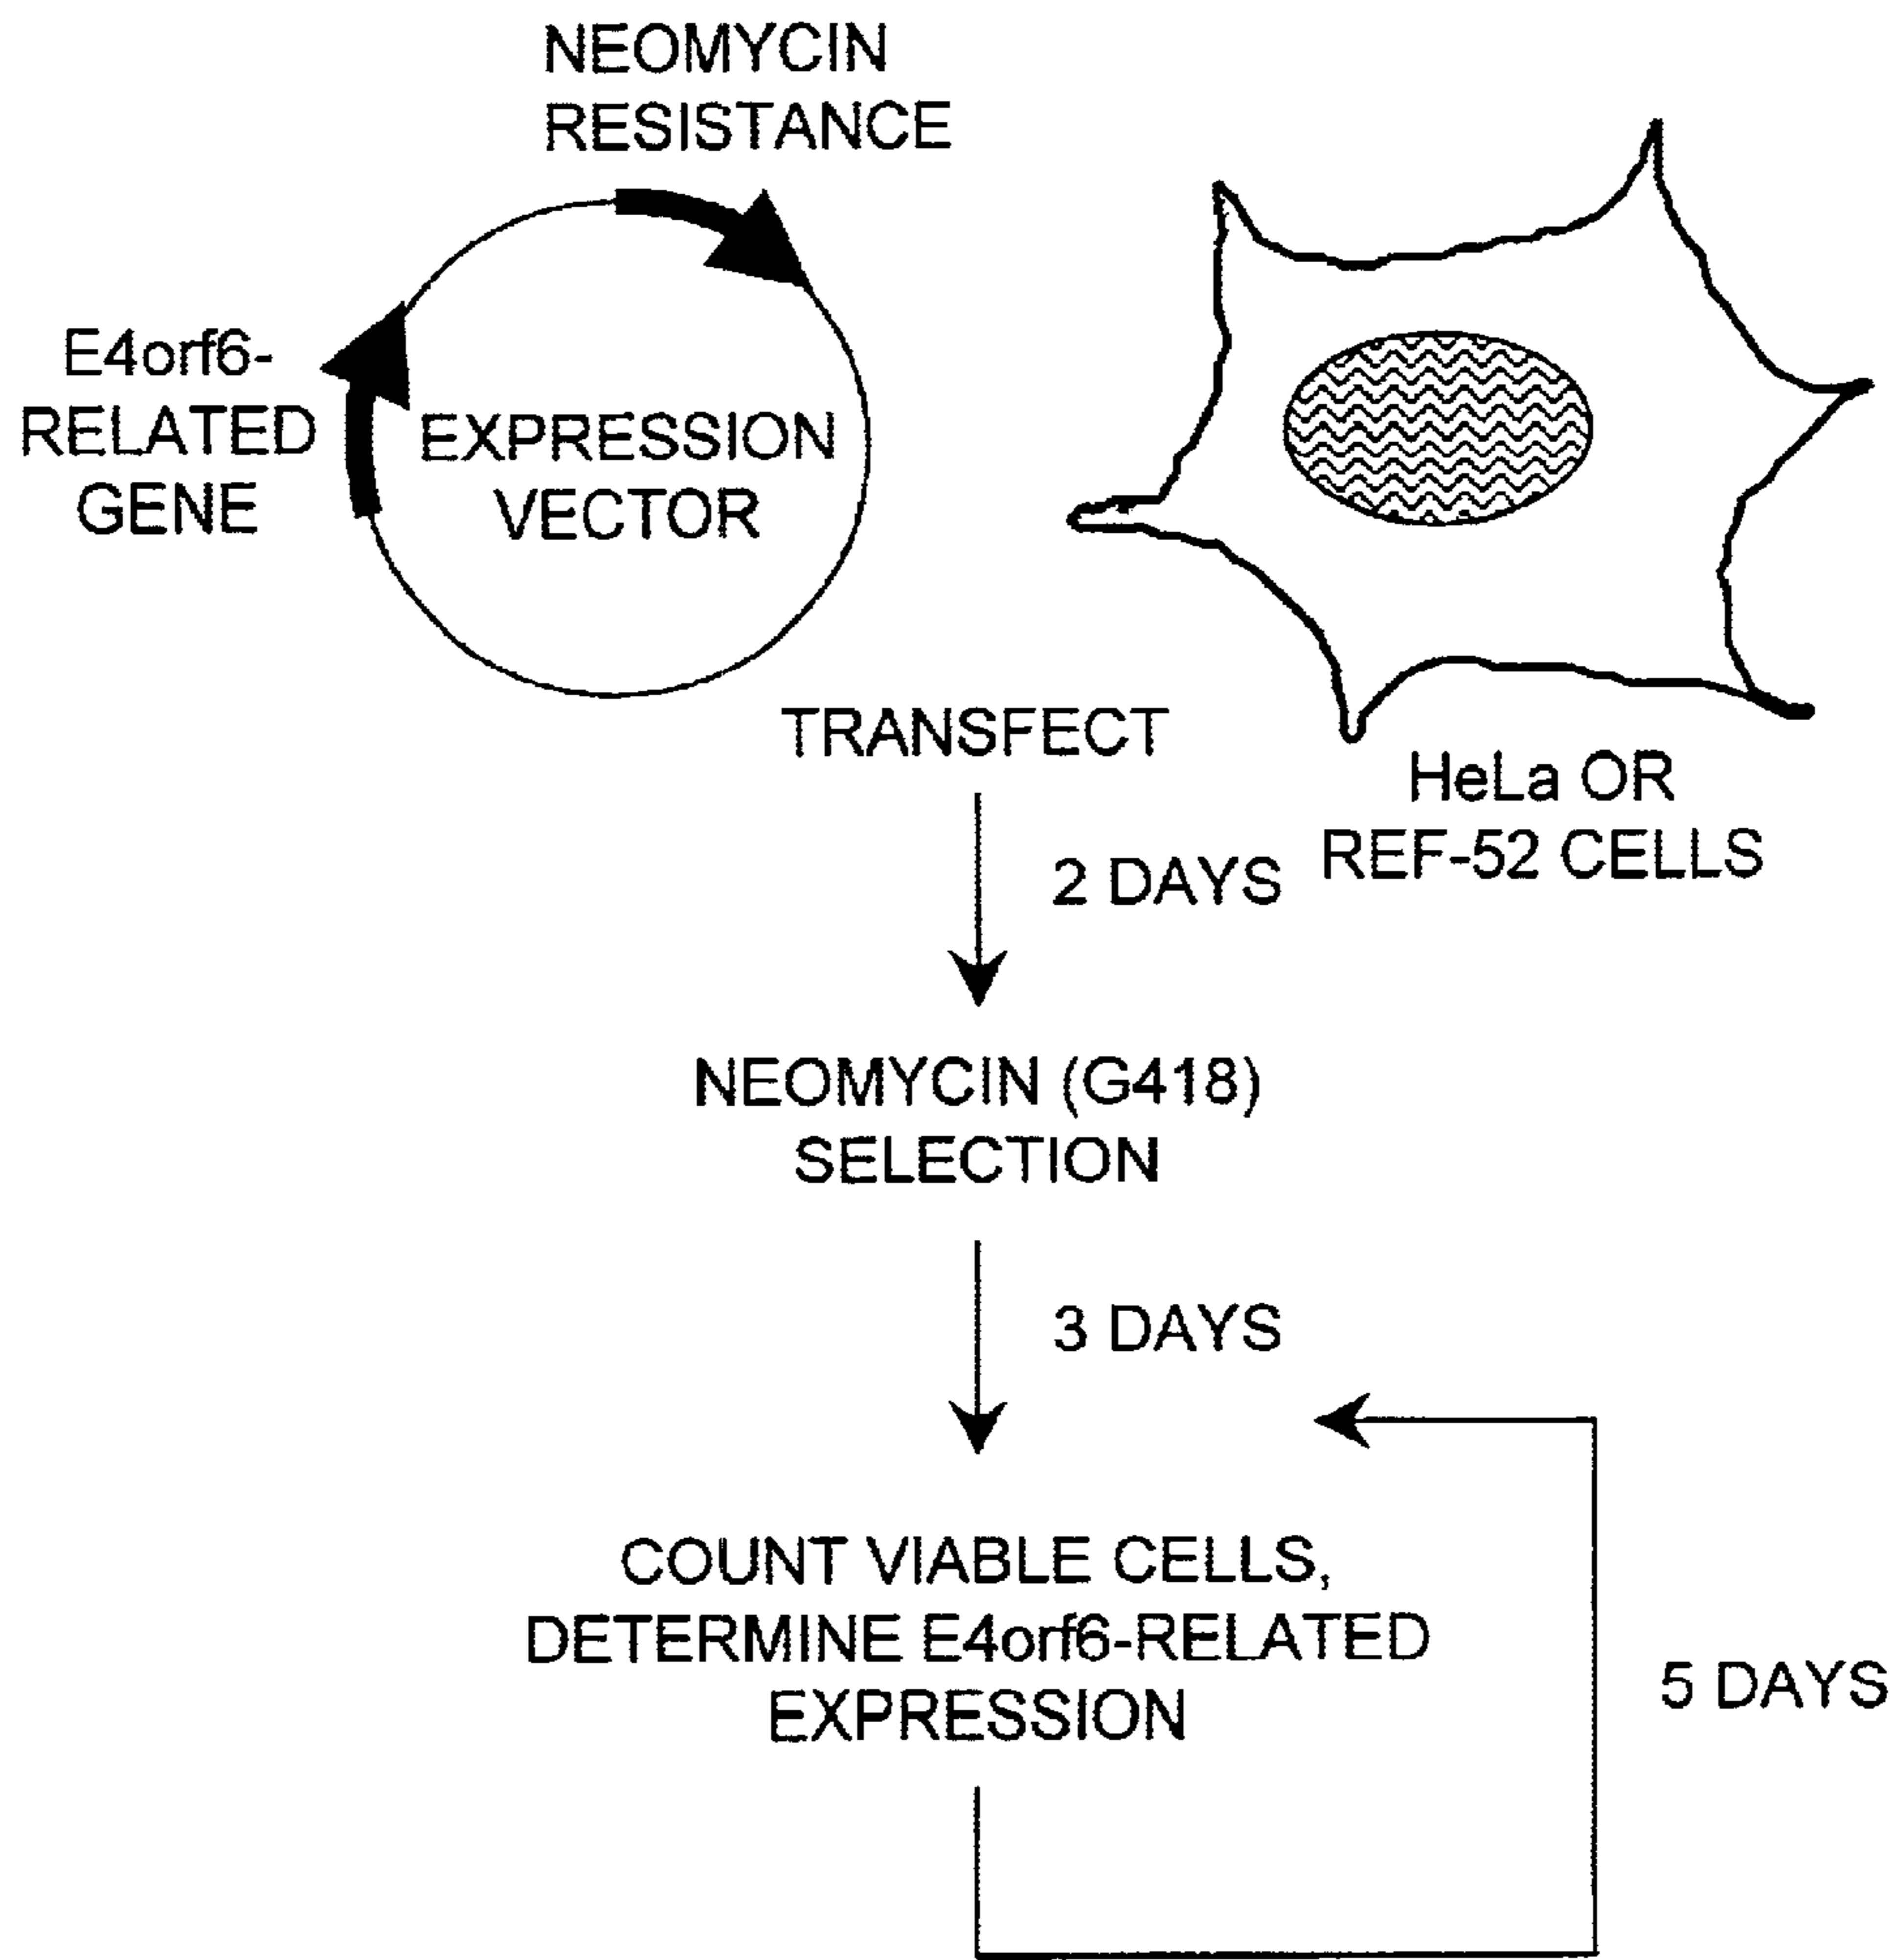 NEOMYCIN
RESISTANCE
E4orf6-
RELATED
GENE
EXPRESSION
VECTOR
TRANSFECT
HeLa OR
REF-52 CELLS
2 DAYS
NEOMYCIN (G418)
SELECTION
3 DAYS
COUNT VIABLE CELLS,
DETERMINE E4orf6-RELATED
EXPRESSION
5 DAYS